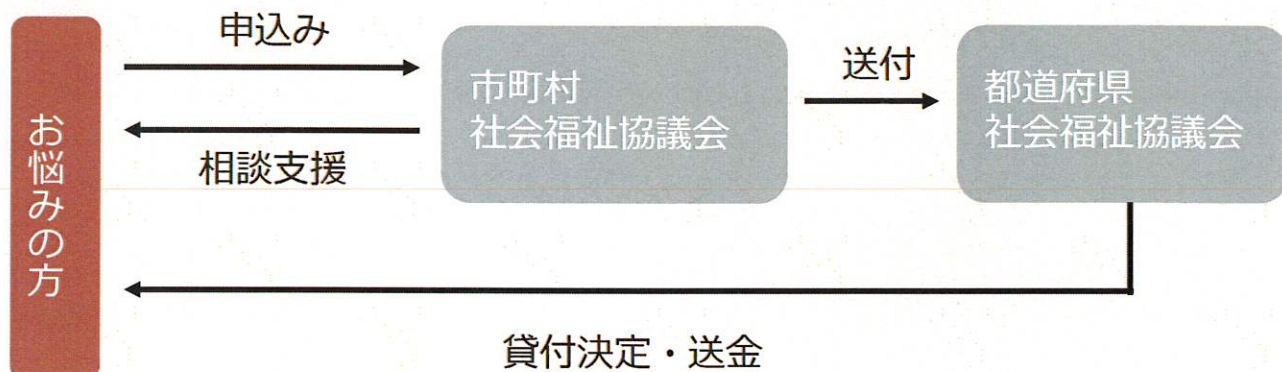 お悩みの方
申込み
相談支援
市町村
社会福祉協議会
送付
都道府県
社会福祉協議会
貸付決定・送金